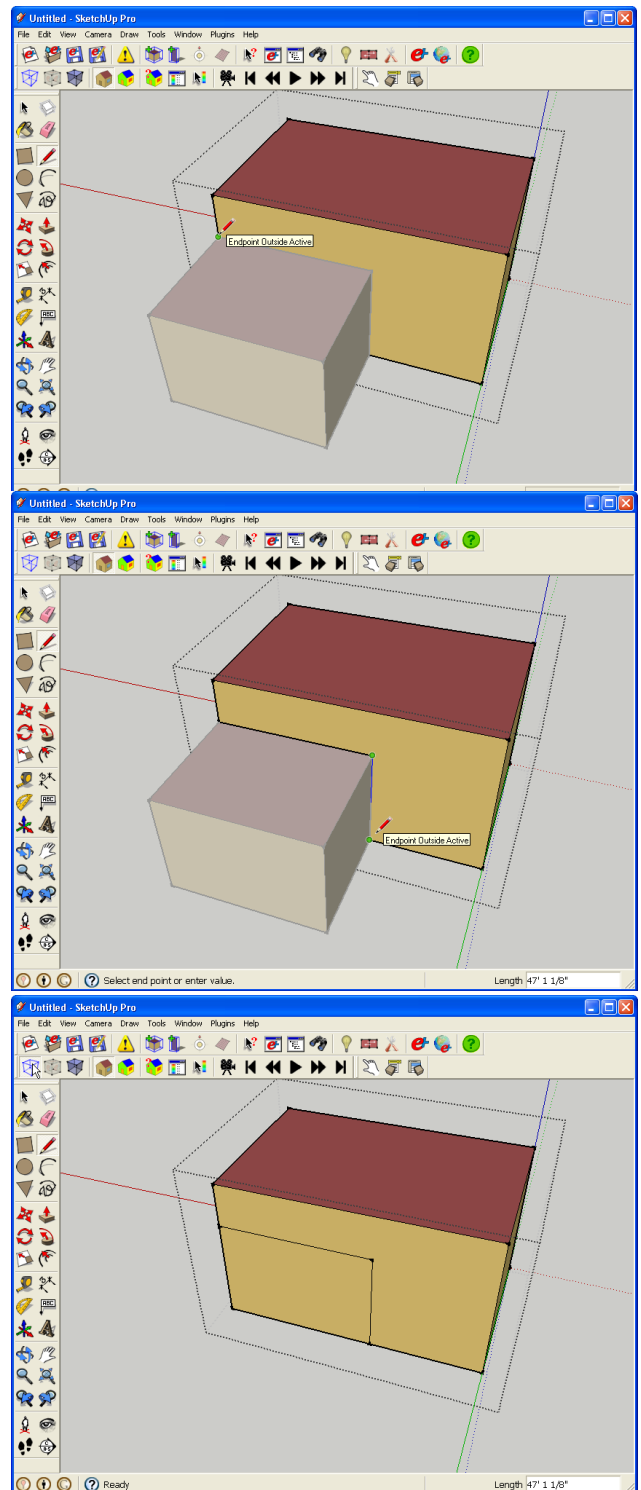 Untitled - SketchUp Pro
File Edit View Camera Draw Tools Window Plugins Help
ABC
A
Endpoint Outside Active
Untitled - SketchUp Pro
File Edit View Camera Draw Tools Window Plugins Help
ABC
A
Endpoint Outside Active
Select end point or enter value. Length 47' 1 1/8"
Untitled - SketchUp Pro
File Edit View Camera Draw Tools Window Plugins Help
ABC
A
Ready Length 47' 1 1/8"